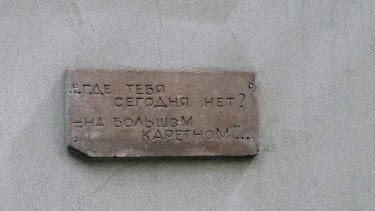 ...ГДЕ ТЕБЯ
СЕГОДНЯ НЕТ?
–НА БОЛЬШОМ
КАРЕТНОМ...